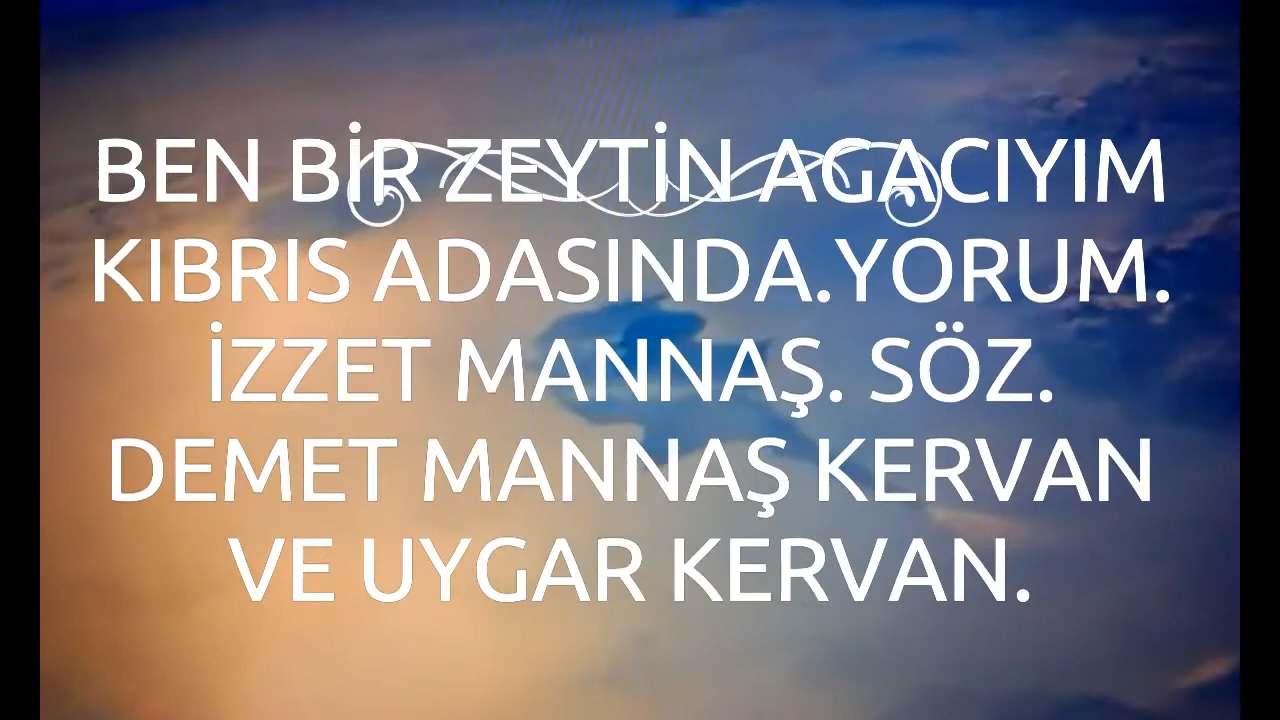 BEN BİR ZEYTİN AGACIYIM
KIBRIS ADASINDA.YORUM.
İZZET MANNAŞ. SÖZ.
DEMET MANNAŞ KERVAN
VE UYGAR KERVAN.